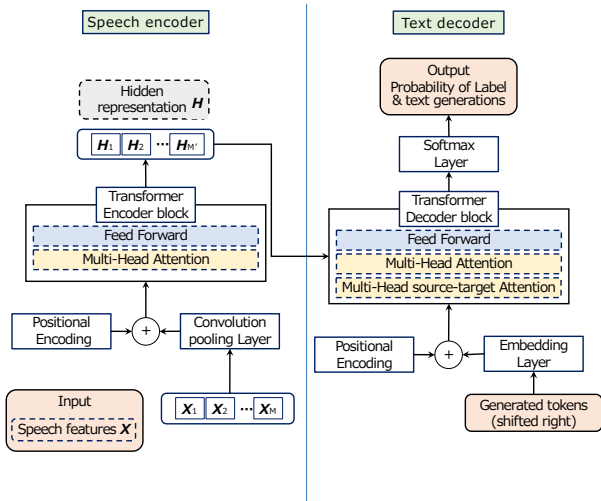 Speech encoder
Hidden
representation H
H1 H2 ··· HM'
Transformer
Encoder block
Feed Forward
Multi-Head Attention
Positional
Encoding
+
Convolution
pooling Layer
Input
Speech features X
X1 X2 ··· XM
Text decoder
Output
Probability of Label
& text generations
Softmax
Layer
Transformer
Decoder block
Feed Forward
Multi-Head Attention
Multi-Head source-target Attention
Positional
Encoding
+
Embedding
Layer
Generated tokens
(shifted right)